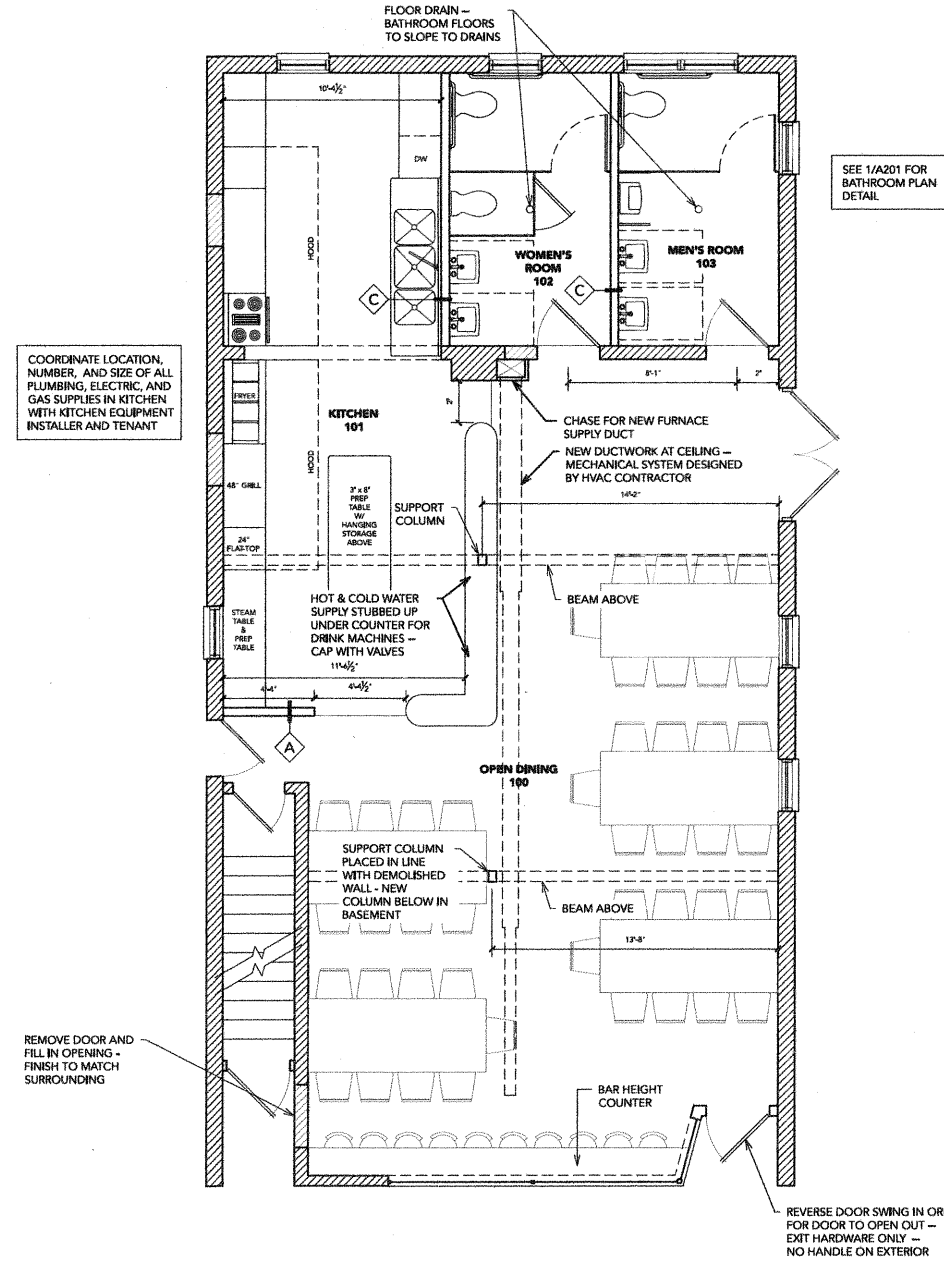 FLOOR DRAIN –
BATHROOM FLOORS
TO SLOPE TO DRAINS
10'-4½"
DW
SEE 1/A201 FOR
BATHROOM PLAN
DETAIL
HOOD
WOMEN'S
ROOM
102
MEN'S ROOM
103
C
C
COORDINATE LOCATION,
NUMBER, AND SIZE OF ALL
PLUMBING, ELECTRIC, AND
GAS SUPPLIES IN KITCHEN
WITH KITCHEN EQUIPMENT
INSTALLER AND TENANT
8'-1"
2"
FRYER
KITCHEN
101
2'
CHASE FOR NEW FURNACE
SUPPLY DUCT
NEW DUCTWORK AT CEILING –
MECHANICAL SYSTEM DESIGNED
BY HVAC CONTRACTOR
HOOD
48" GRILL
3' x 8'
PREP
TABLE
W/
HANGING
STORAGE
ABOVE
SUPPORT
COLUMN
14'-2"
24"
FLAT-TOP
STEAM
TABLE
&
PREP
TABLE
HOT & COLD WATER
SUPPLY STUBBED UP
UNDER COUNTER FOR
DRINK MACHINES –
CAP WITH VALVES
BEAM ABOVE
11'-6½"
4'-4"
4'-4½"
A
OPEN DINING
100
SUPPORT COLUMN
PLACED IN LINE
WITH DEMOLISHED
WALL - NEW
COLUMN BELOW IN
BASEMENT
BEAM ABOVE
13'-8"
REMOVE DOOR AND
FILL IN OPENING -
FINISH TO MATCH
SURROUNDING
BAR HEIGHT
COUNTER
REVERSE DOOR SWING IN OR
FOR DOOR TO OPEN OUT –
EXIT HARDWARE ONLY –
NO HANDLE ON EXTERIOR